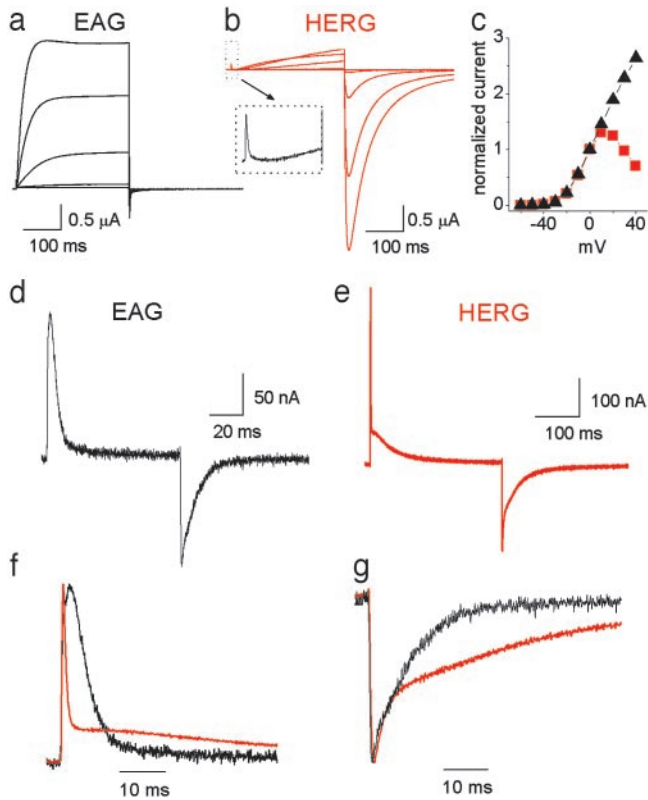 a EAG
0.5 µA
100 ms
b HERG
0.5 µA
100 ms
c
normalized current
3
2
1
0
-40 0 40
mV
d EAG
50 nA
20 ms
e HERG
100 nA
100 ms
f
10 ms
g
10 ms